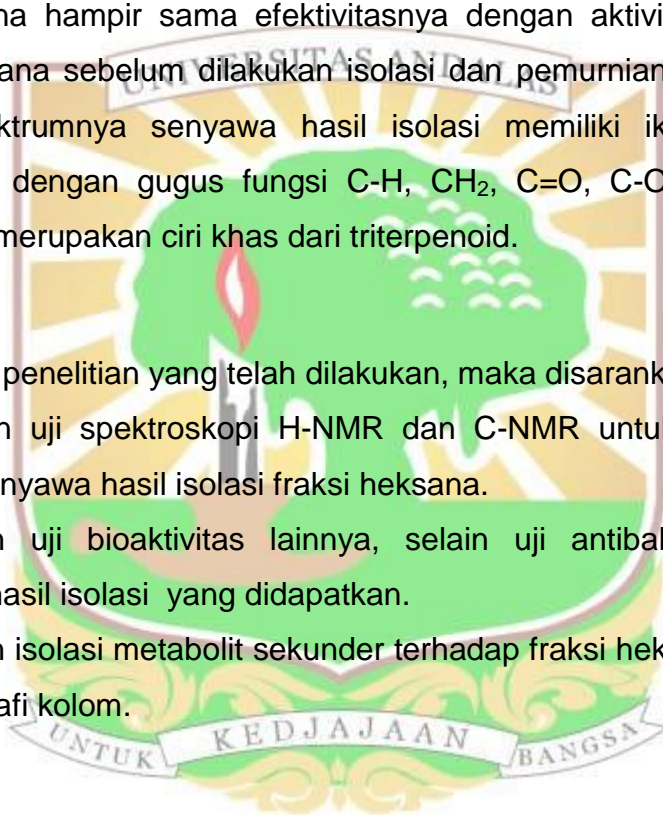 na hampir sama efektivitasnya dengan aktivi
UNIVERSITAS ANDALAS
ana sebelum dilakukan isolasi dan pemurnian
ktrumnya senyawa hasil isolasi memiliki ik
dengan gugus fungsi C-H, CH₂, C=O, C-O
merupakan ciri khas dari triterpenoid.
penelitian yang telah dilakukan, maka disarank
n uji spektroskopi H-NMR dan C-NMR untu
nyawa hasil isolasi fraksi heksana.
n uji bioaktivitas lainnya, selain uji antibak
hasil isolasi yang didapatkan.
n isolasi metabolit sekunder terhadap fraksi hek
afi kolom.
UNTUK KEDJAJAAN BANGSA